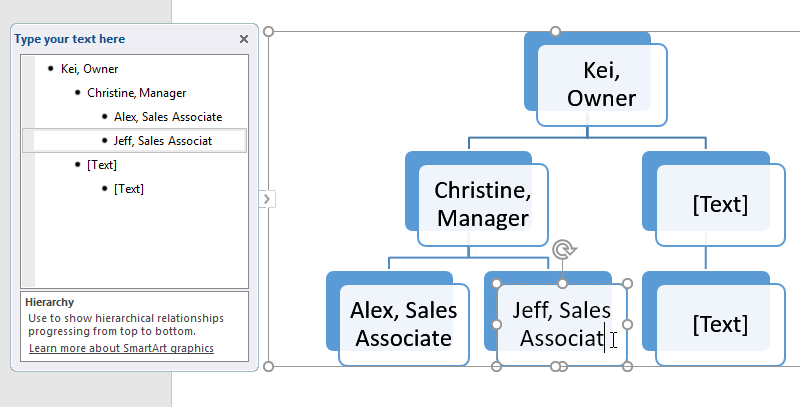 Type your text here
Kei, Owner
Christine, Manager
Alex, Sales Associate
Jeff, Sales Associat
[Text]
[Text]
Hierarchy
Use to show hierarchical relationships
progressing from top to bottom.
Learn more about SmartArt graphics
Kei,
Owner
Christine,
Manager
[Text]
Alex, Sales
Associate
Jeff, Sales
Associat
[Text]